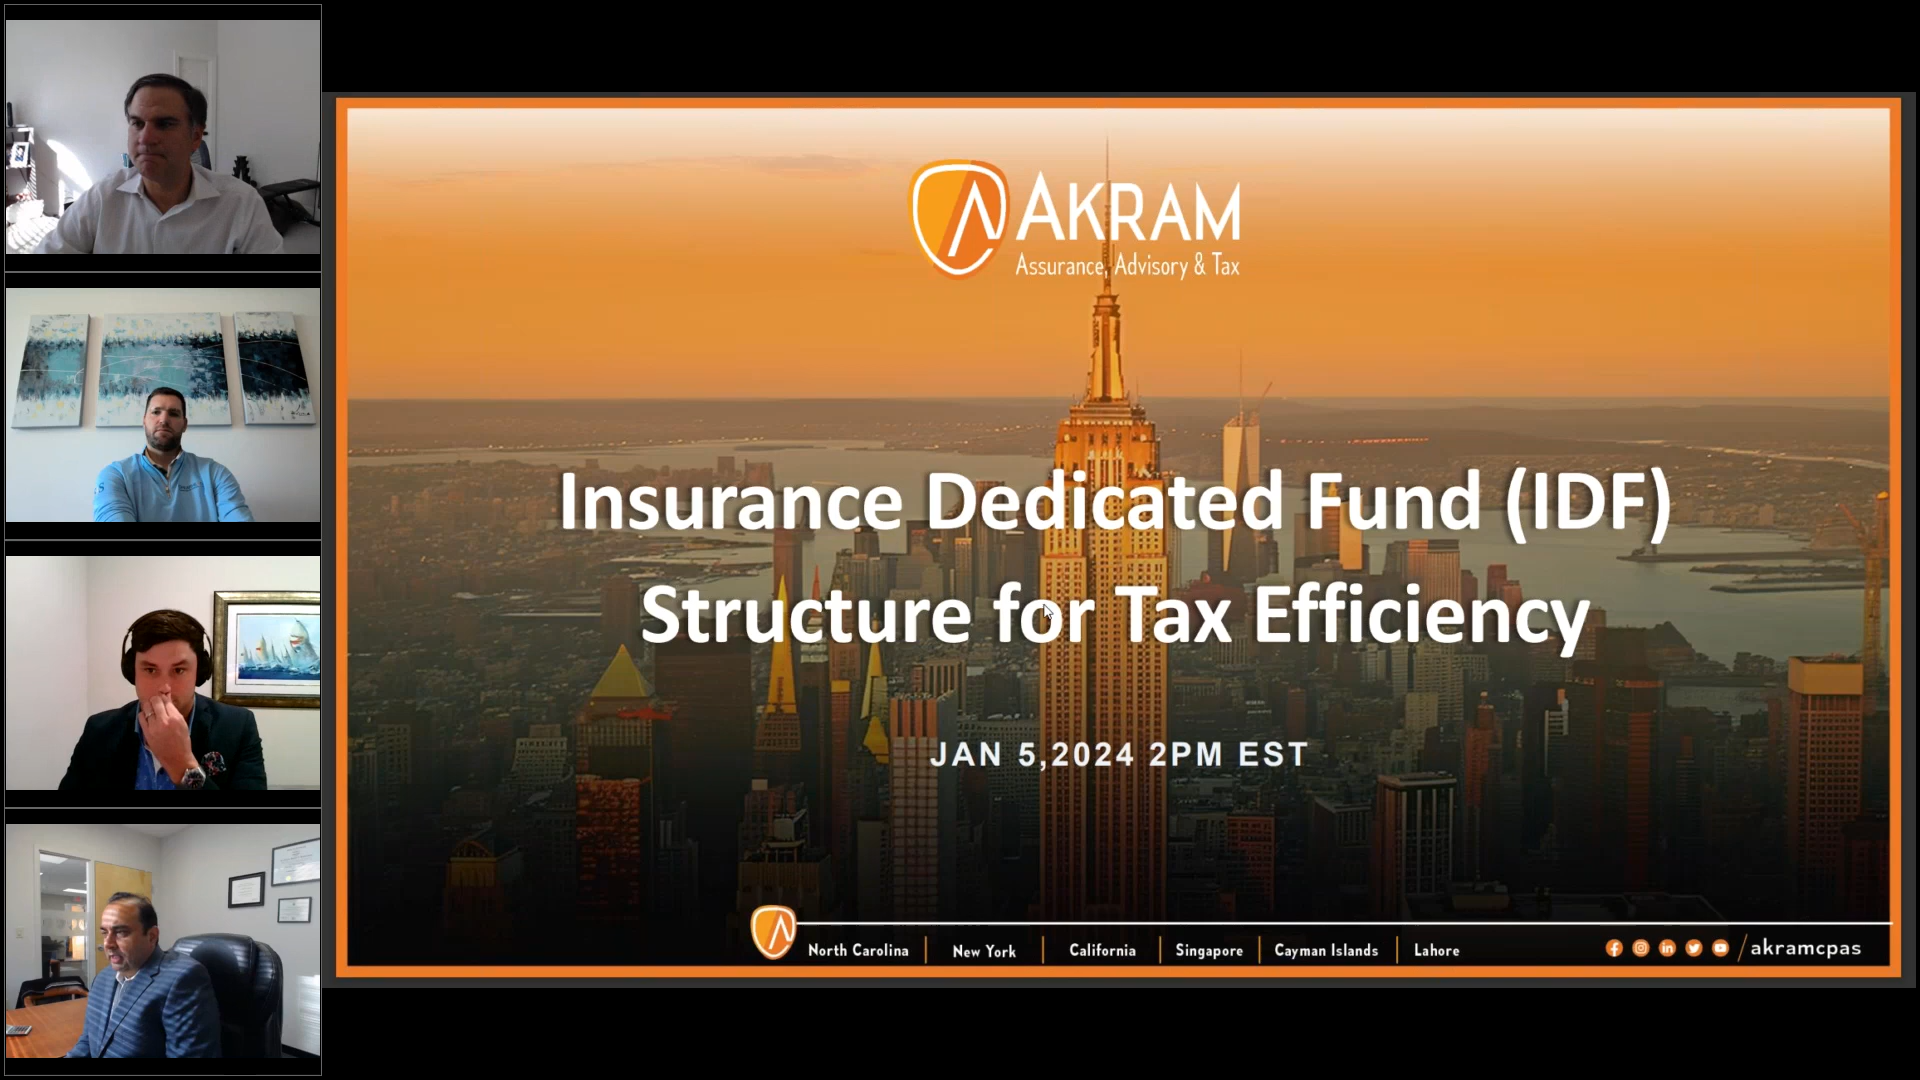 AKRAM
Assurance, Advisory & Tax
Insurance Dedicated Fund (IDF)
Structure for Tax Efficiency
JAN 5,2024 2PM EST
North Carolina
New York
California
Singapore
Cayman Islands
Lahore
akramcpas